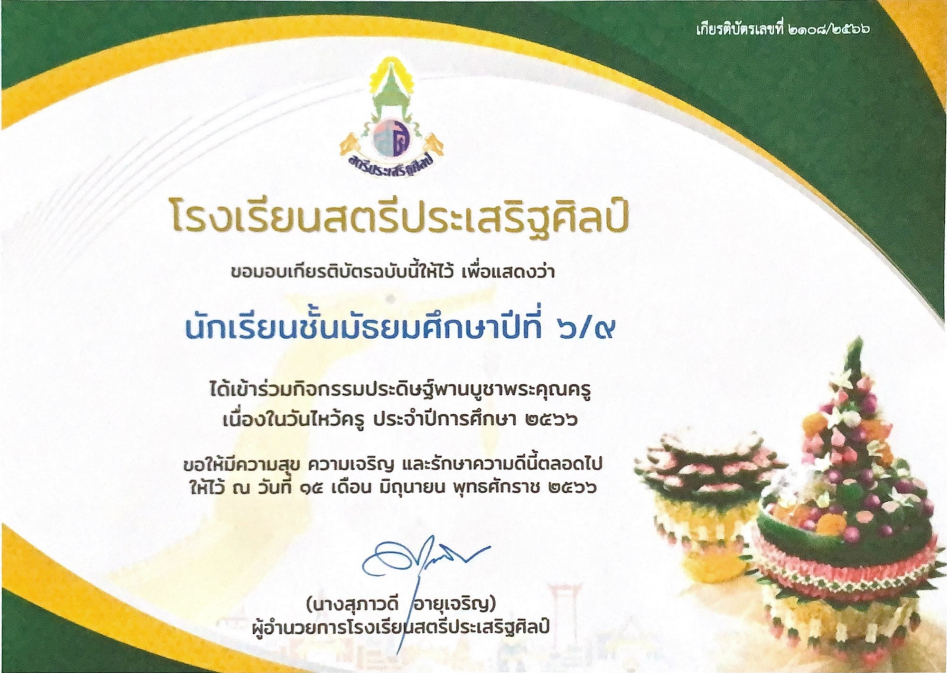 เกียรติบัตรเลขที่ ๒๑๐๘/๒๕๖๖
สตรีประเสริฐศิลป์
โรงเรียนสตรีประเสริฐศิลป์
ขอมอบเกียรติบัตรฉบับนี้ให้ไว้ เพื่อแสดงว่า
นักเรียนชั้นมัธยมศึกษาปีที่ ๖/๙
ได้เข้าร่วมกิจกรรมประดิษฐ์พานบูชาพระคุณครู
เนื่องในวันไหว้ครู ประจำปีการศึกษา ๒๕๖๖
ขอให้มีความสุข ความเจริญ และรักษาความดีนี้ตลอดไป
ให้ไว้ ณ วันที่ ๑๕ เดือน มิถุนายน พุทธศักราช ๒๕๖๖
(นางสุภาวดี อายุเจริญ)
ผู้อำนวยการโรงเรียนสตรีประเสริฐศิลป์